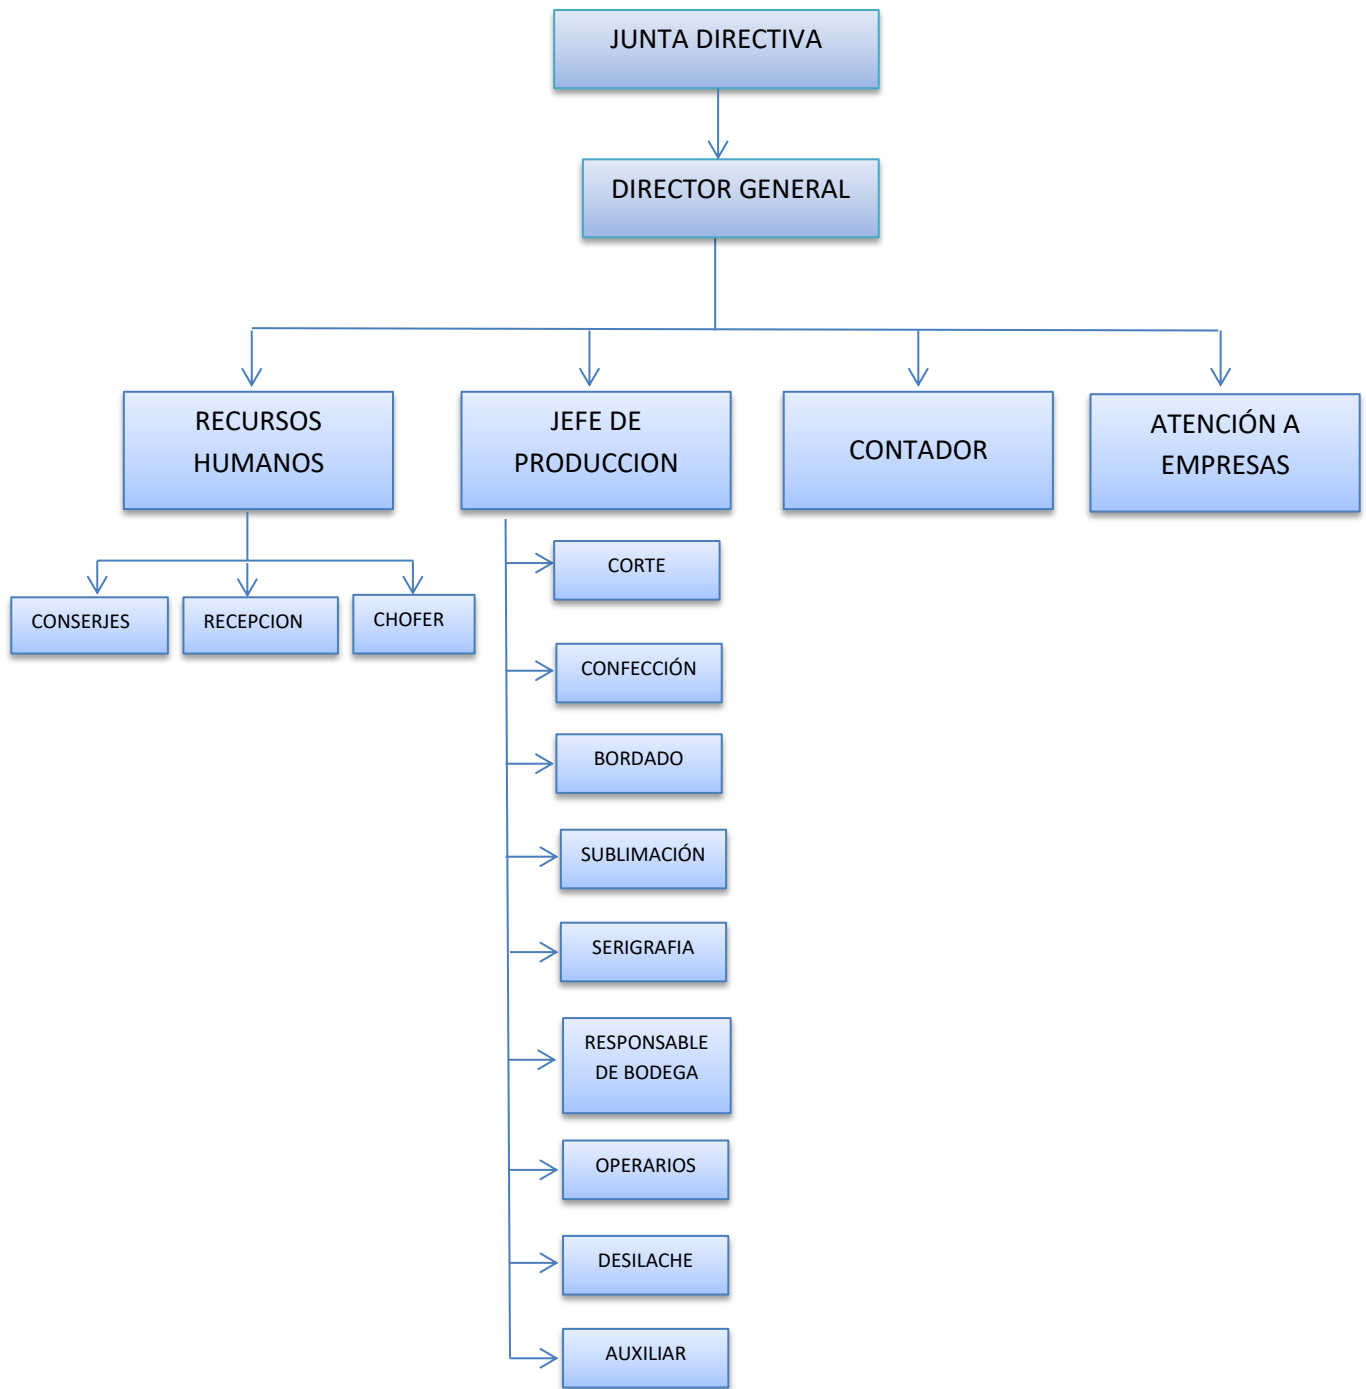 JUNTA DIRECTIVA
DIRECTOR GENERAL
RECURSOS
HUMANOS
JEFE DE
PRODUCCION
CONTADOR
ATENCIÓN A
EMPRESAS
CONSERJES
RECEPCION
CHOFER
CORTE
CONFECCIÓN
BORDADO
SUBLIMACIÓN
SERIGRAFIA
RESPONSABLE
DE BODEGA
OPERARIOS
DESILACHE
AUXILIAR